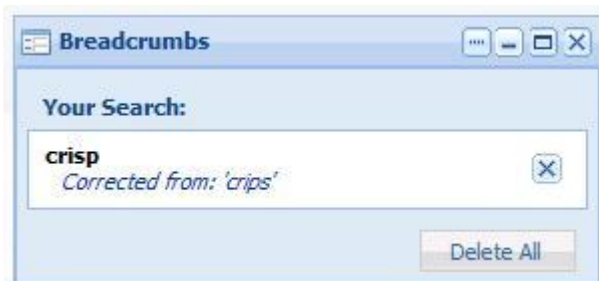 Breadcrumbs
Your Search:
crisp
Corrected from: 'crips'
Delete All